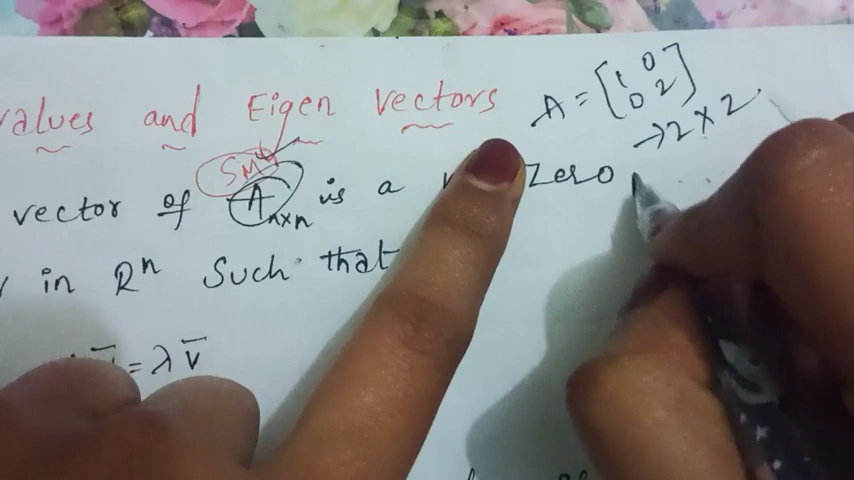 values and Eigen vectors
A = [1 0
0 2]
→ 2 × 2
SM
vector of Aₙₓₙ is a Zero
in Rⁿ Such that
= λ v̄